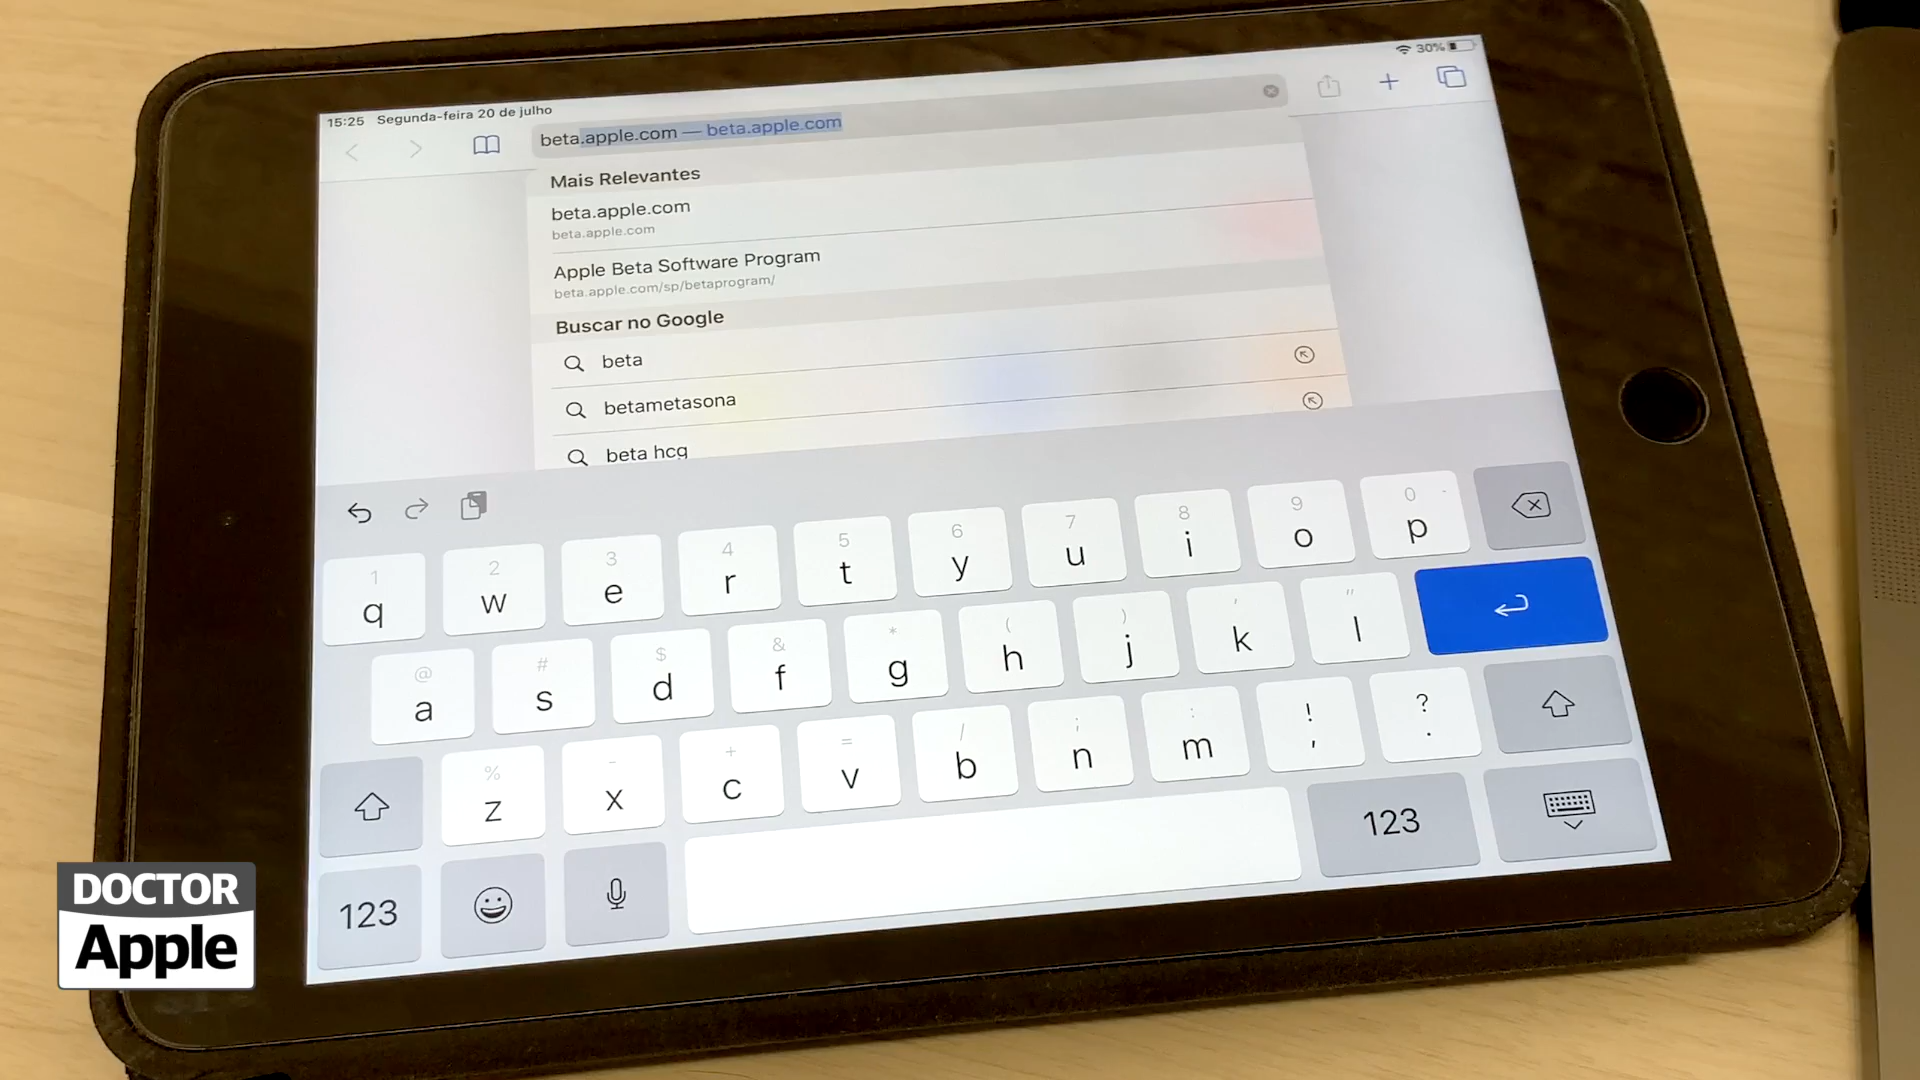 15:25 Segunda-feira 20 de julho
30%
beta.apple.com — beta.apple.com
Mais Relevantes
beta.apple.com
beta.apple.com
Apple Beta Software Program
beta.apple.com/sp/betaprogram/
Buscar no Google
beta
betametasona
beta hcg
1 2 3 4 5 6 7 8 9 0
q w e r t y u i o p
@ # $ & * ( ) ' "
a s d f g h j k l
% - + = / ; : ! ?
z x c v b n m , .
123
123
DOCTOR
Apple